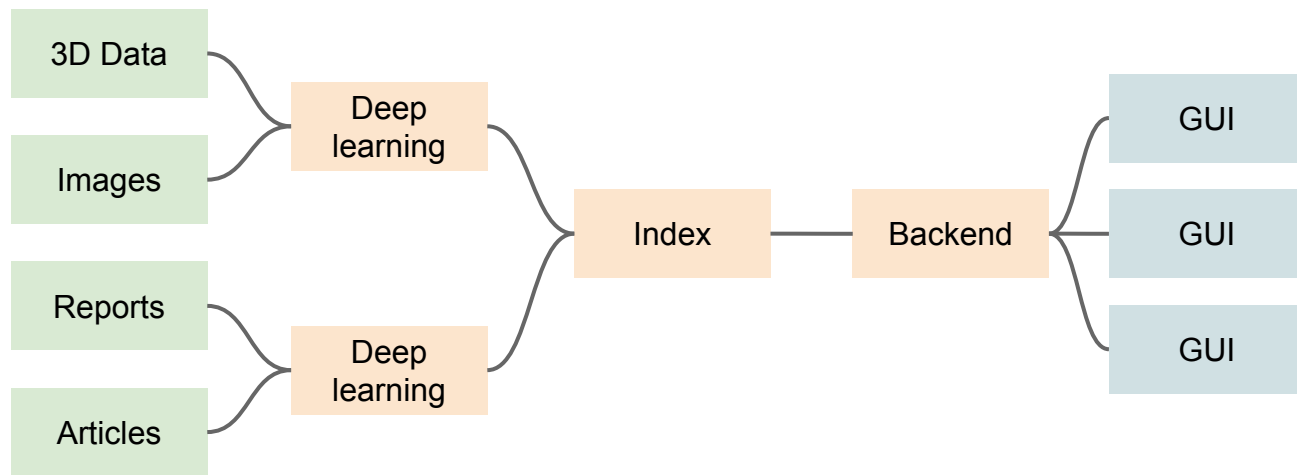 3D Data
Images
Reports
Articles
Deep
learning
Deep
learning
Index
Backend
GUI
GUI
GUI